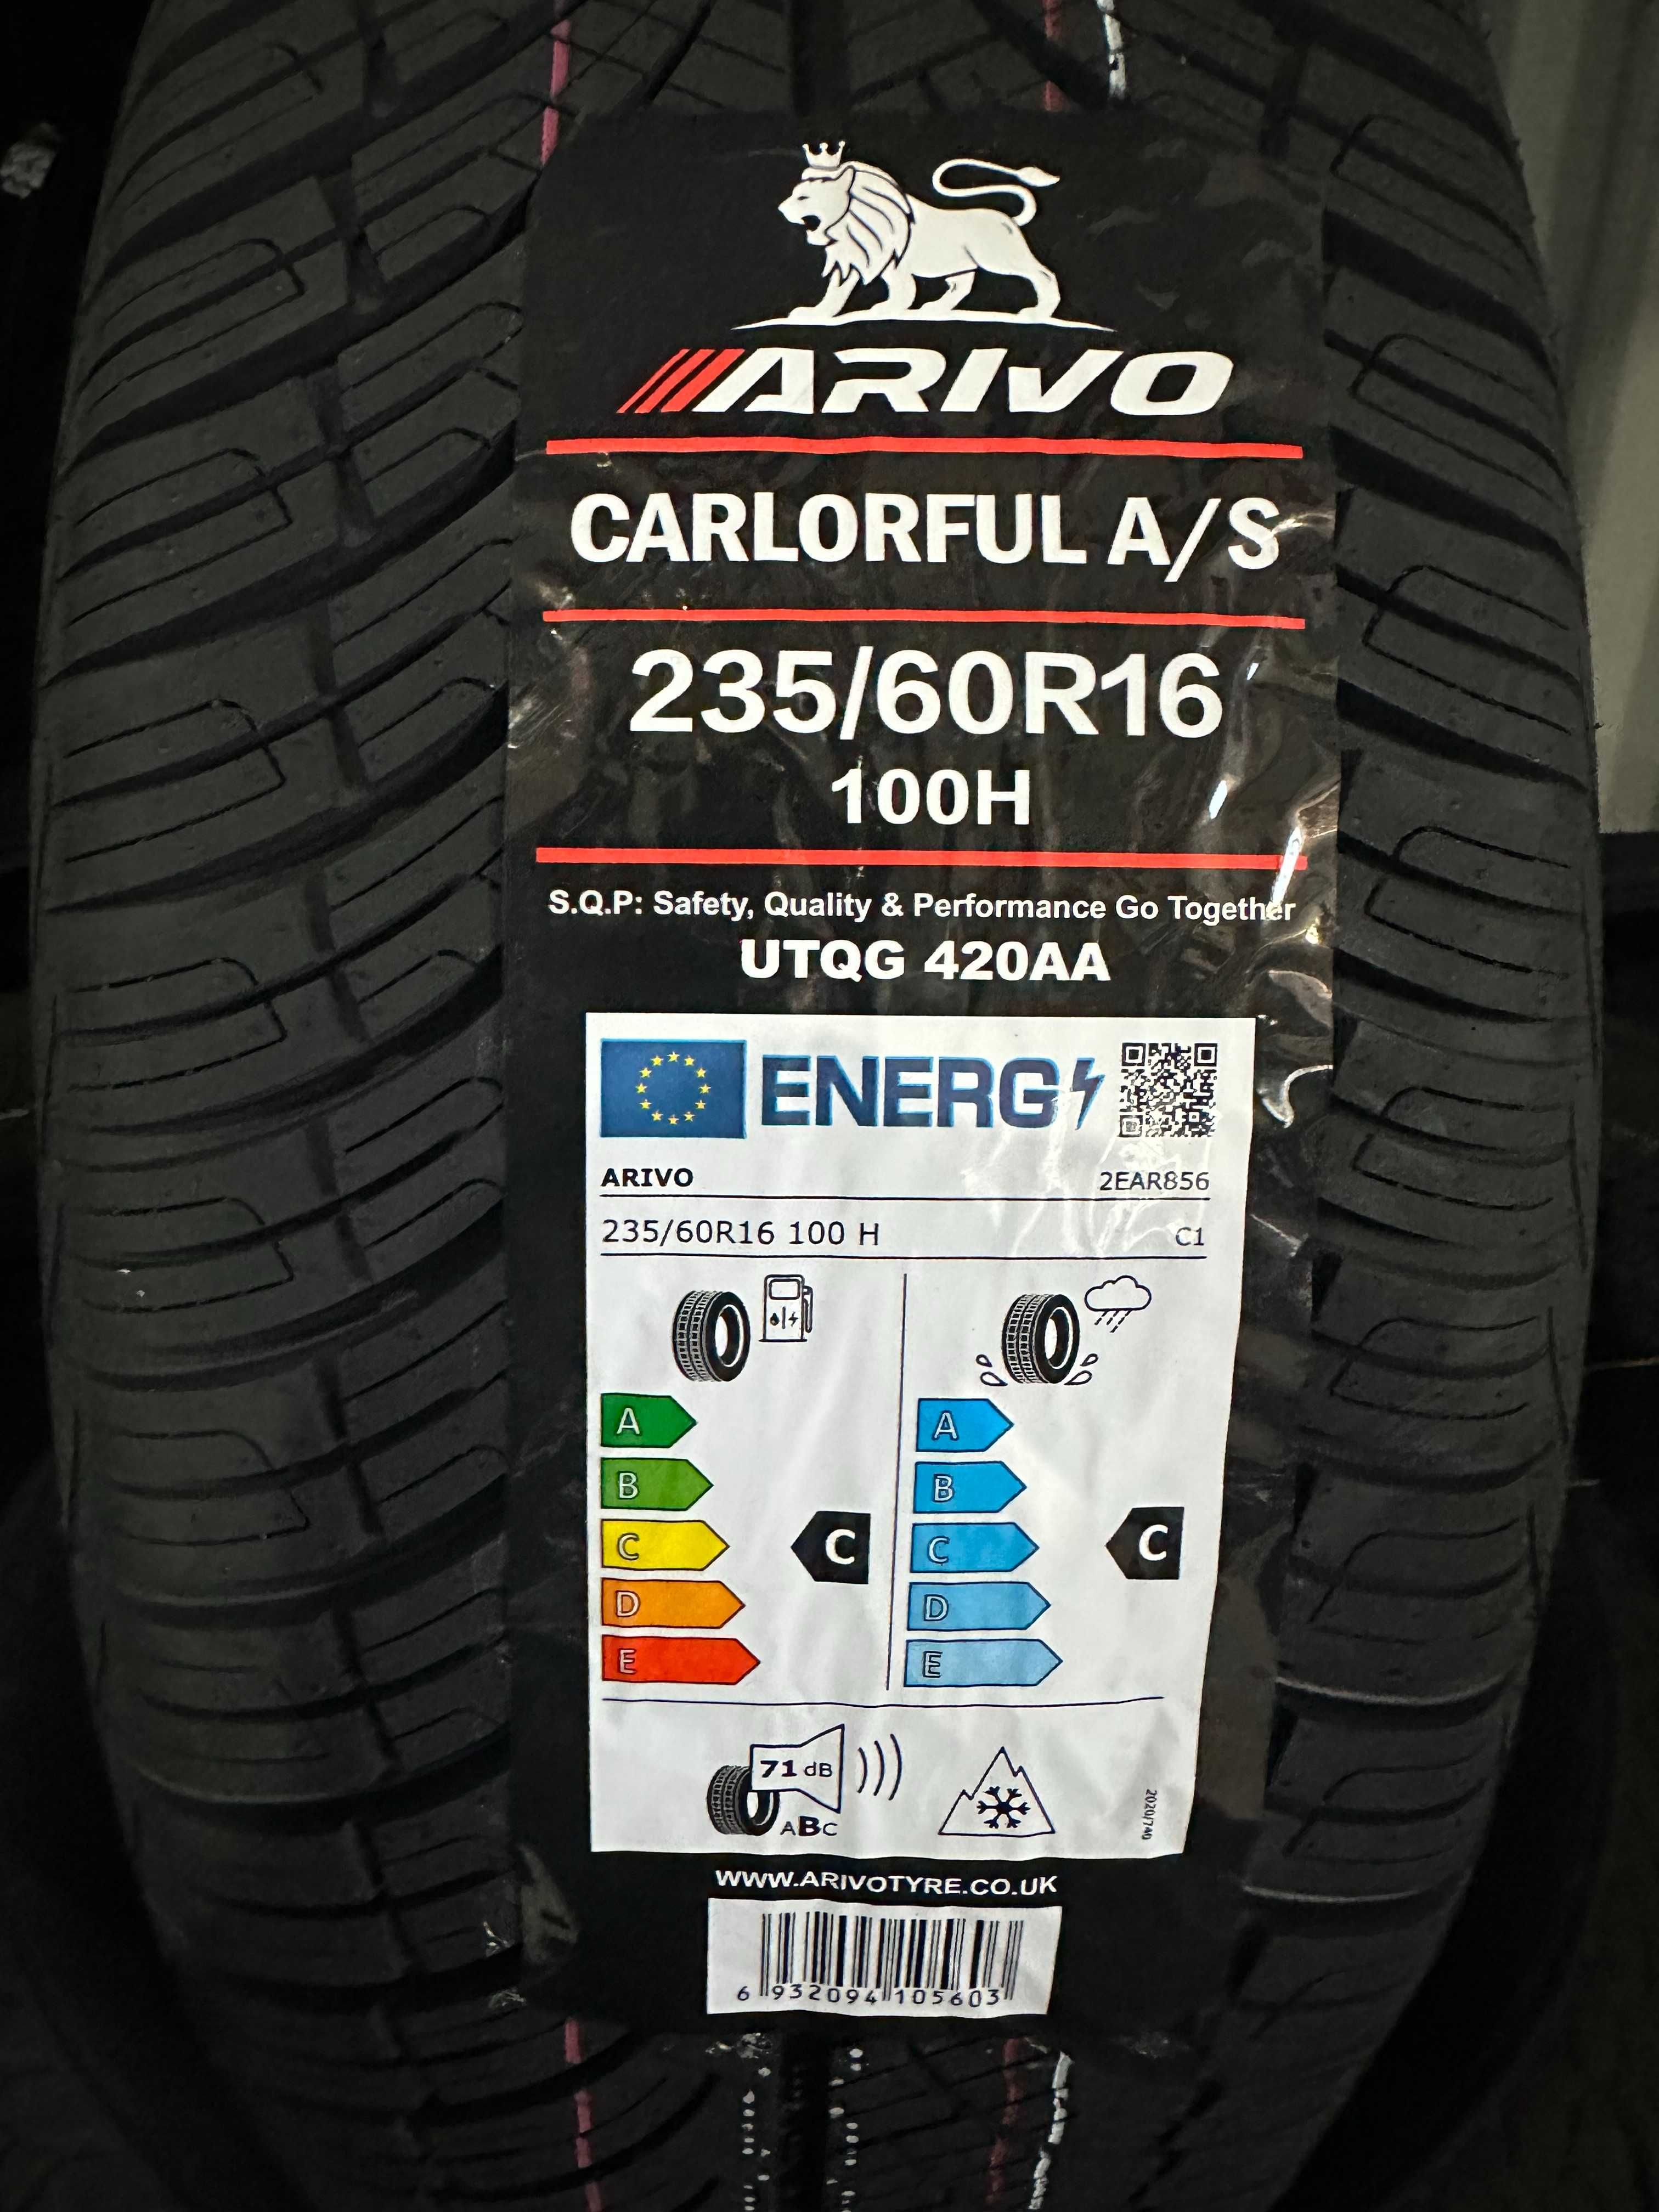 ARIVO
CARLORFUL A/S
235/60R16
100H
S.Q.P: Safety, Quality & Performance Go Together
UTQG 420AA
ENERG
ARIVO 2EAR856
235/60R16 100 H C1
A A
B B
C C C C
D D
E E
71 dB
ABC
2020/740
WWW.ARIVOTYRE.CO.UK
6 932094 105603